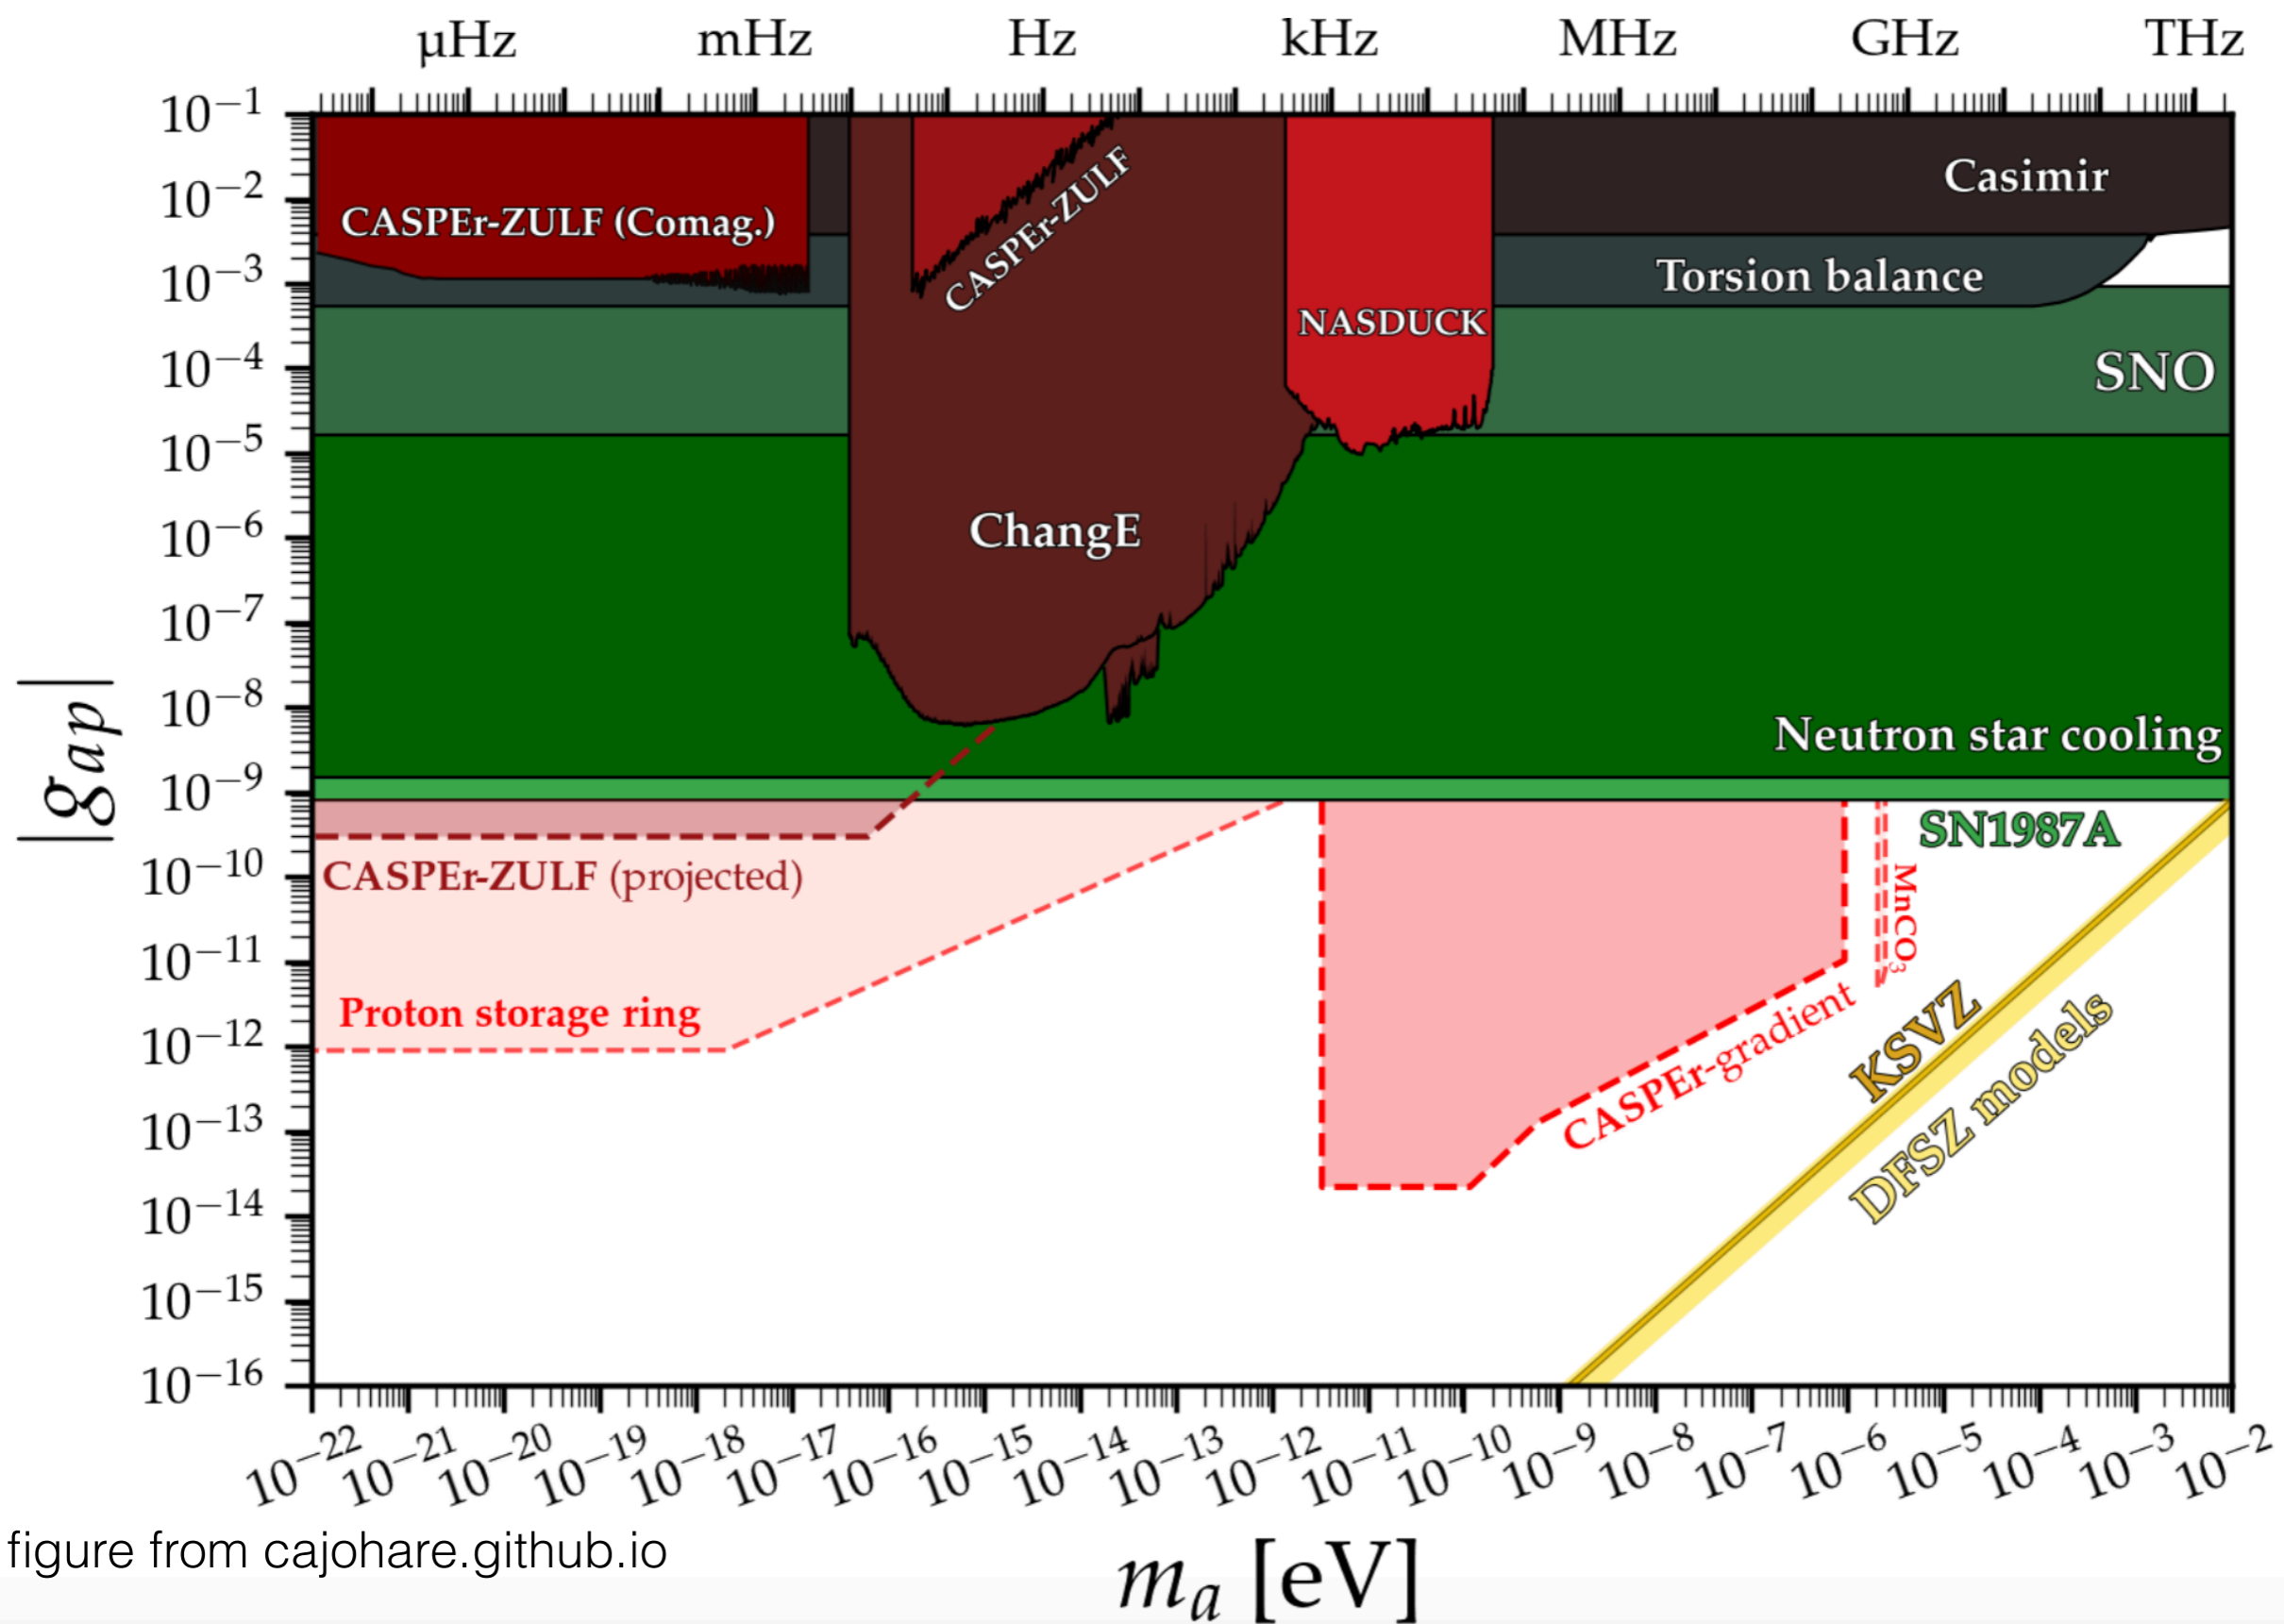 µHz mHz Hz kHz MHz GHz THz
10⁻¹
10⁻²
10⁻³
10⁻⁴
10⁻⁵
10⁻⁶
10⁻⁷
10⁻⁸
10⁻⁹
10⁻¹⁰
10⁻¹¹
10⁻¹²
10⁻¹³
10⁻¹⁴
10⁻¹⁵
10⁻¹⁶
|gₐₚ|
CASPEr-ZULF (Comag.)
CASPEr-ZULF
Casimir
Torsion balance
NASDUCK
SNO
ChangE
Neutron star cooling
SN1987A
CASPEr-ZULF (projected)
Proton storage ring
MnCO₃
CASPEr-gradient
KSVZ
DFSZ models
10⁻²² 10⁻²¹ 10⁻²⁰ 10⁻¹⁹ 10⁻¹⁸ 10⁻¹⁷ 10⁻¹⁶ 10⁻¹⁵ 10⁻¹⁴ 10⁻¹³ 10⁻¹² 10⁻¹¹ 10⁻¹⁰ 10⁻⁹ 10⁻⁸ 10⁻⁷ 10⁻⁶ 10⁻⁵ 10⁻⁴ 10⁻³ 10⁻²
figure from cajohare.github.io
mₐ [eV]